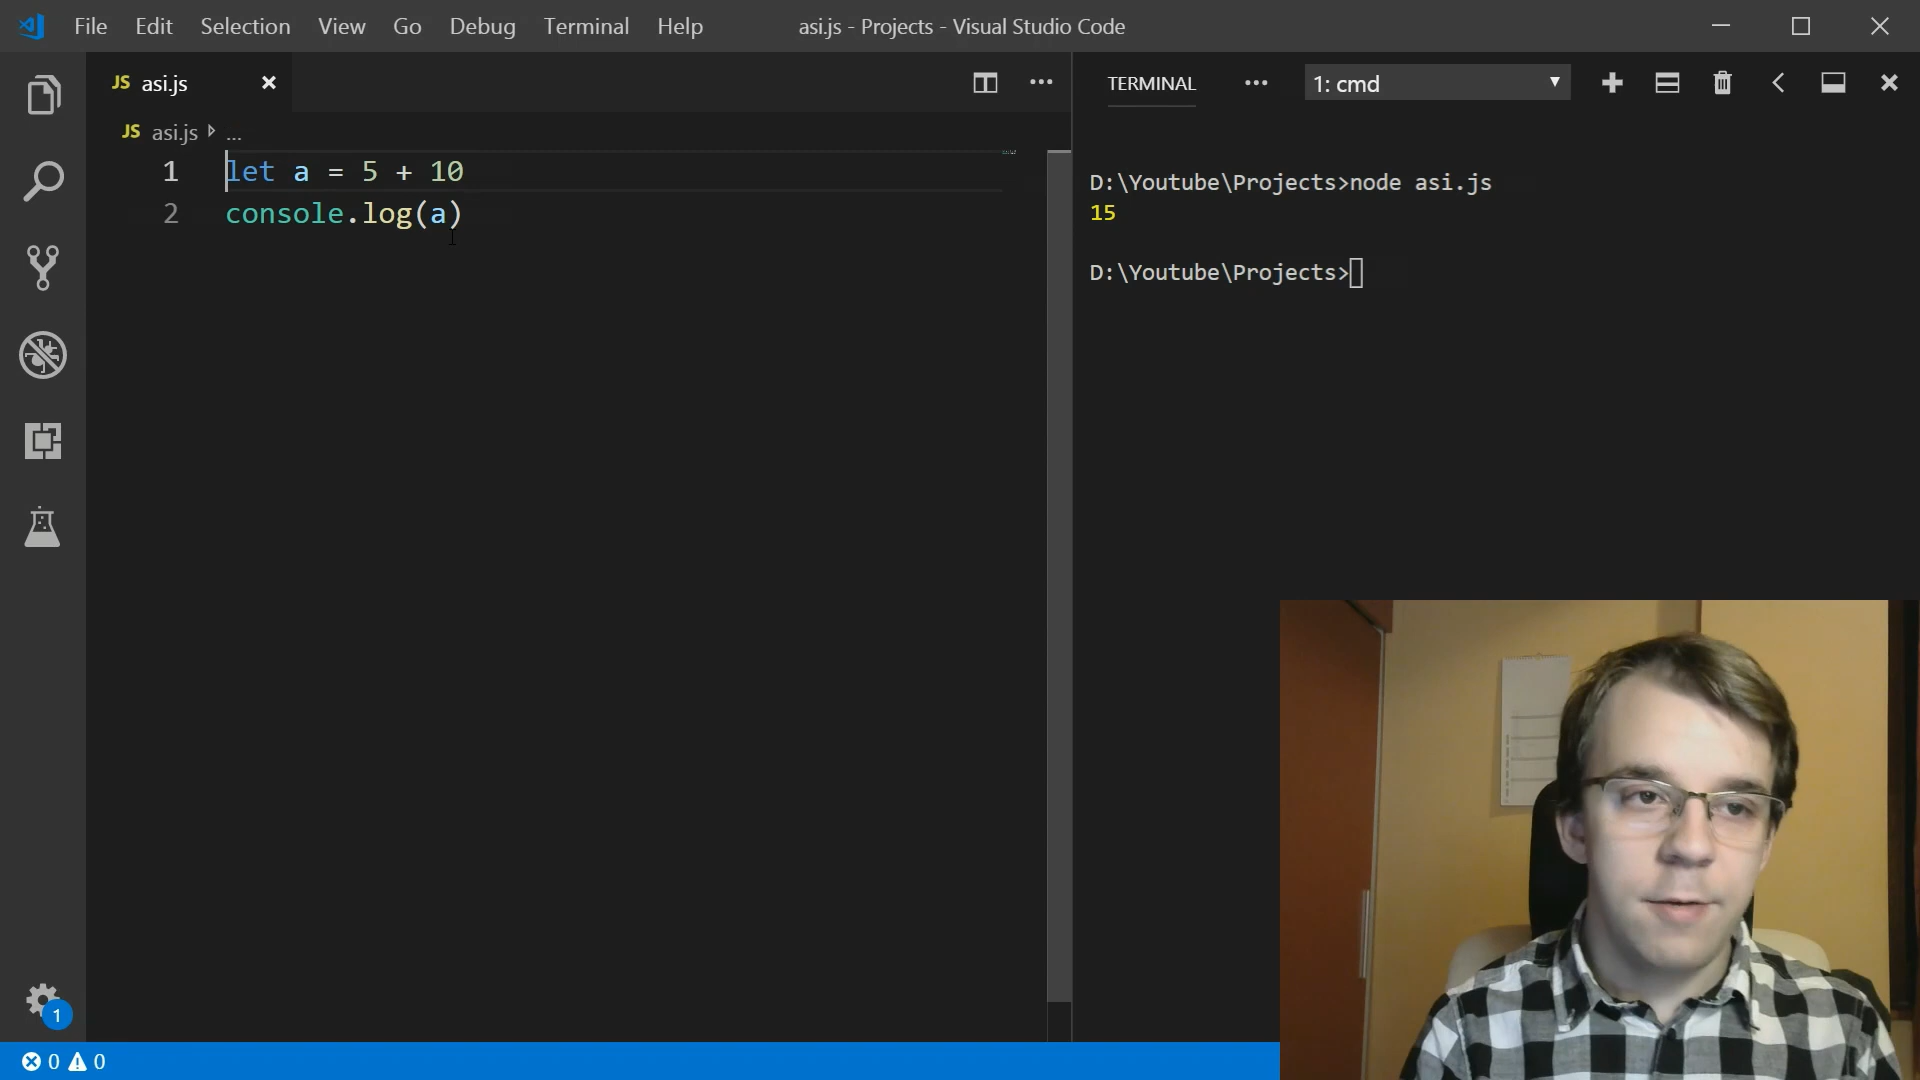 File Edit Selection View Go Debug Terminal Help asi.js - Projects - Visual Studio Code
JS asi.js
JS asi.js ...
1 let a = 5 + 10
2 console.log(a)
TERMINAL ... 1: cmd
D:\Youtube\Projects>node asi.js
15
D:\Youtube\Projects>
1
0 0